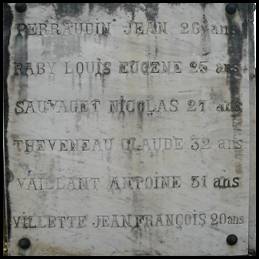 PERRAUDIN JEAN 26 ans
RABY LOUIS EUGENE 25 ans
SAUVAGET NICOLAS 27 ans
THEVENEAU CLAUDE 32 ans
VAILLANT ANTOINE 31 ans
VILLETTE JEAN FRANÇOIS 20 ans